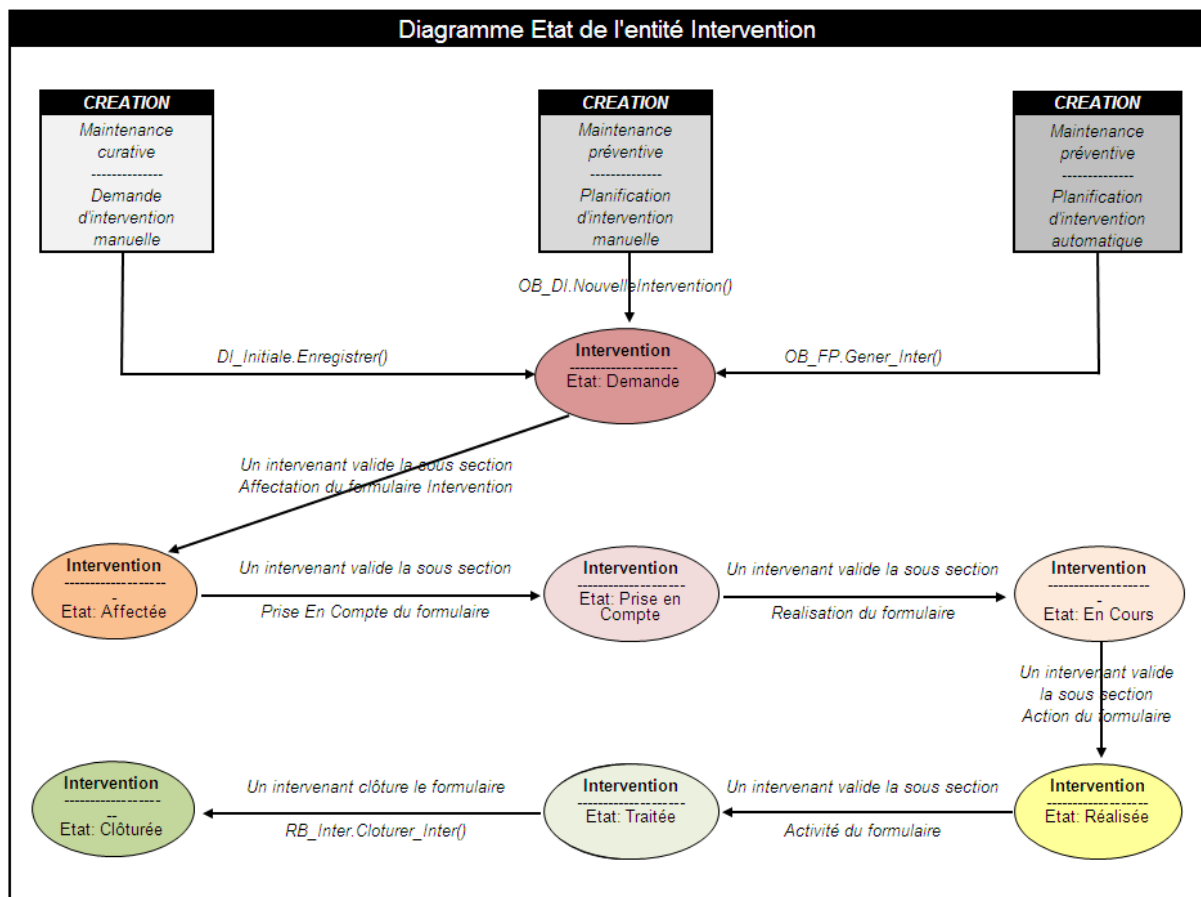 Diagramme Etat de l'entité Intervention
CREATION
Maintenance
curative
--------------
Demande
d'intervention
manuelle
CREATION
Maintenance
préventive
--------------
Planification
d'intervention
manuelle
CREATION
Maintenance
préventive
--------------
Planification
d'intervention
automatique
OB_DI.NouvelleIntervention()
DI_Initiale.Enregistrer()
OB_FP.Gener_Inter()
Intervention
---------------------
Etat: Demande
Un intervenant valide la sous section
Affectation du formulaire Intervention
Intervention
--------------------
-
Etat: Affectée
Un intervenant valide la sous section
Prise En Compte du formulaire
Intervention
---------------------
Etat: Prise en
Compte
Un intervenant valide la sous section
Realisation du formulaire
Intervention
--------------------
-
Etat: En Cours
Un intervenant valide
la sous section
Action du formulaire
Intervention
--------------------
Etat: Réalisée
Un intervenant valide la sous section
Activité du formulaire
Intervention
---------------------
Etat: Traitée
Un intervenant clôture le formulaire
RB_Inter.Cloturer_Inter()
Intervention
-------------------
--
Etat: Clôturée